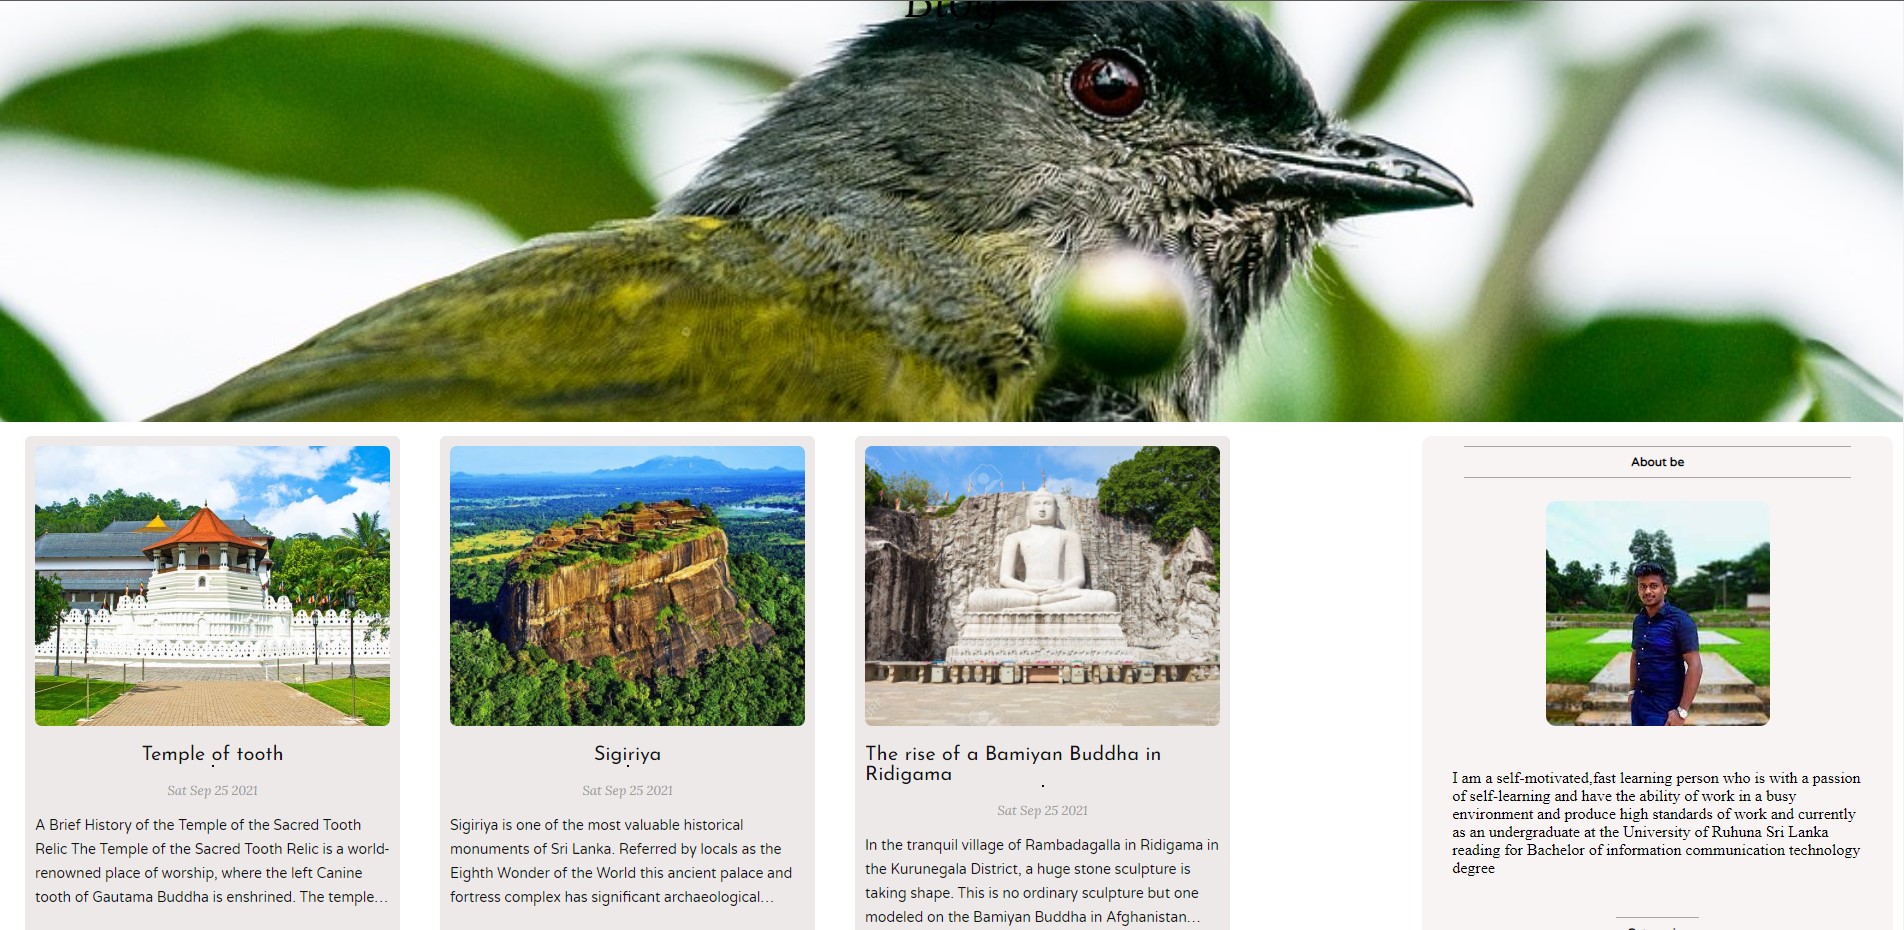 Blog
Temple of tooth
Sat Sep 25 2021
A Brief History of the Temple of the Sacred Tooth
Relic The Temple of the Sacred Tooth Relic is a world-
renowned place of worship, where the left Canine
tooth of Gautama Buddha is enshrined. The temple...
Sigiriya
Sat Sep 25 2021
Sigiriya is one of the most valuable historical
monuments of Sri Lanka. Referred by locals as the
Eighth Wonder of the World this ancient palace and
fortress complex has significant archaeological...
The rise of a Bamiyan Buddha in
Ridigama
Sat Sep 25 2021
In the tranquil village of Rambadagalla in Ridigama in
the Kurunegala District, a huge stone sculpture is
taking shape. This is no ordinary sculpture but one
modeled on the Bamiyan Buddha in Afghanistan...
About be
I am a self-motivated,fast learning person who is with a passion
of self-learning and have the ability of work in a busy
environment and produce high standards of work and currently
as an undergraduate at the University of Ruhuna Sri Lanka
reading for Bachelor of information communication technology
degree